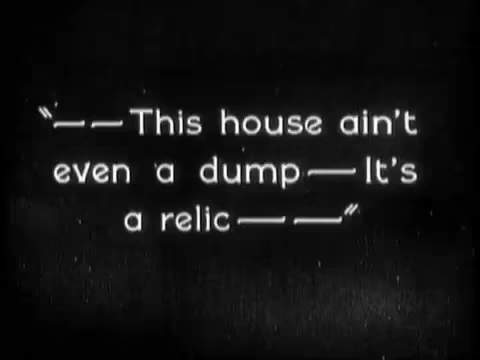 "——This house ain't
even a dump—It's
a relic— —"